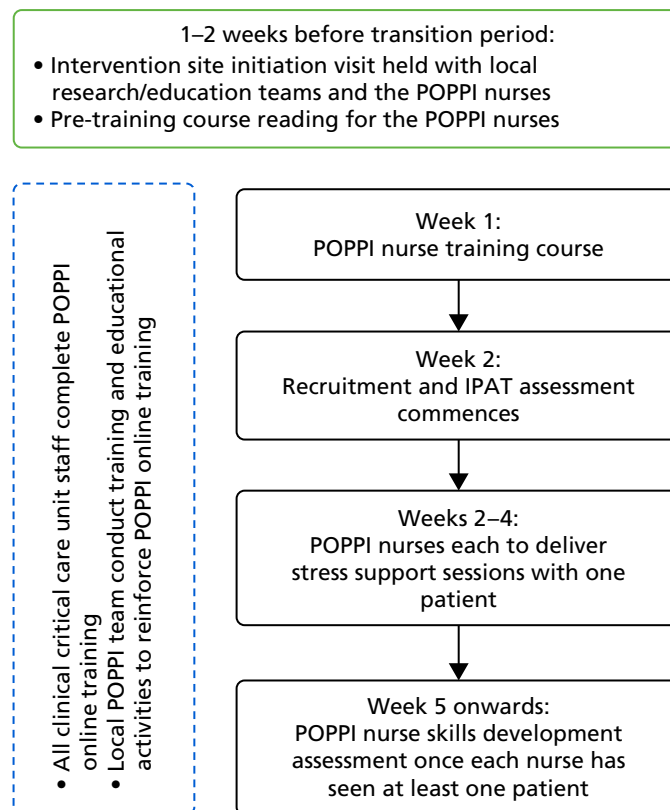 1–2 weeks before transition period:
• Intervention site initiation visit held with local
research/education teams and the POPPI nurses
• Pre-training course reading for the POPPI nurses
• All clinical critical care unit staff complete POPPI
online training
• Local POPPI team conduct training and educational
activities to reinforce POPPI online training
Week 1:
POPPI nurse training course
Week 2:
Recruitment and IPAT assessment
commences
Weeks 2–4:
POPPI nurses each to deliver
stress support sessions with one
patient
Week 5 onwards:
POPPI nurse skills development
assessment once each nurse has
seen at least one patient